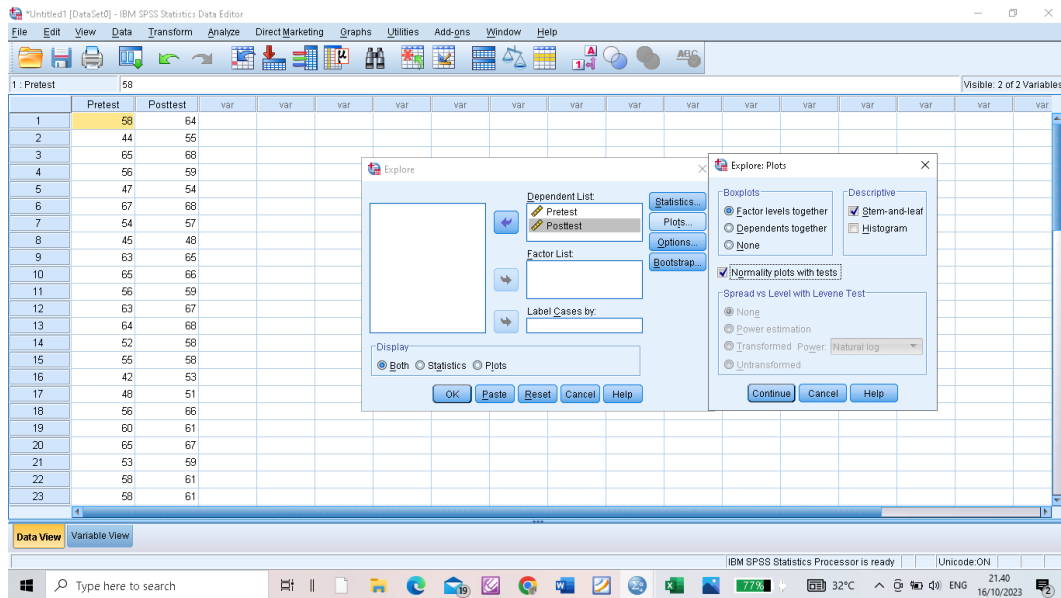 *Untitled1 [DataSet0] - IBM SPSS Statistics Data Editor
File Edit View Data Transform Analyze Direct Marketing Graphs Utilities Add-ons Window Help
1 : Pretest 58 Visible: 2 of 2 Variables
Pretest Posttest var var var var var var var var var var var var var var var
1 58 64
2 44 55
3 65 68
4 56 59
5 47 54
6 67 68
7 54 57
8 45 48
9 63 65
10 65 66
11 56 59
12 63 67
13 64 68
14 52 58
15 55 58
16 42 53
17 48 51
18 56 66
19 60 61
20 65 67
21 53 59
22 58 61
23 58 61
Explore
Dependent List:
Pretest
Posttest
Factor List:
Label Cases by:
Statistics...
Plots...
Options...
Bootstrap...
Display
Both Statistics Plots
OK Paste Reset Cancel Help
Explore: Plots
Boxplots
Factor levels together
Dependents together
None
Descriptive
Stem-and-leaf
Histogram
Normality plots with tests
Spread vs Level with Levene Test
None
Power estimation
Transformed Power: Natural log
Untransformed
Continue Cancel Help
Data View Variable View
IBM SPSS Statistics Processor is ready Unicode:ON
Type here to search 19 77% 32°C ENG 21.40
16/10/2023 2